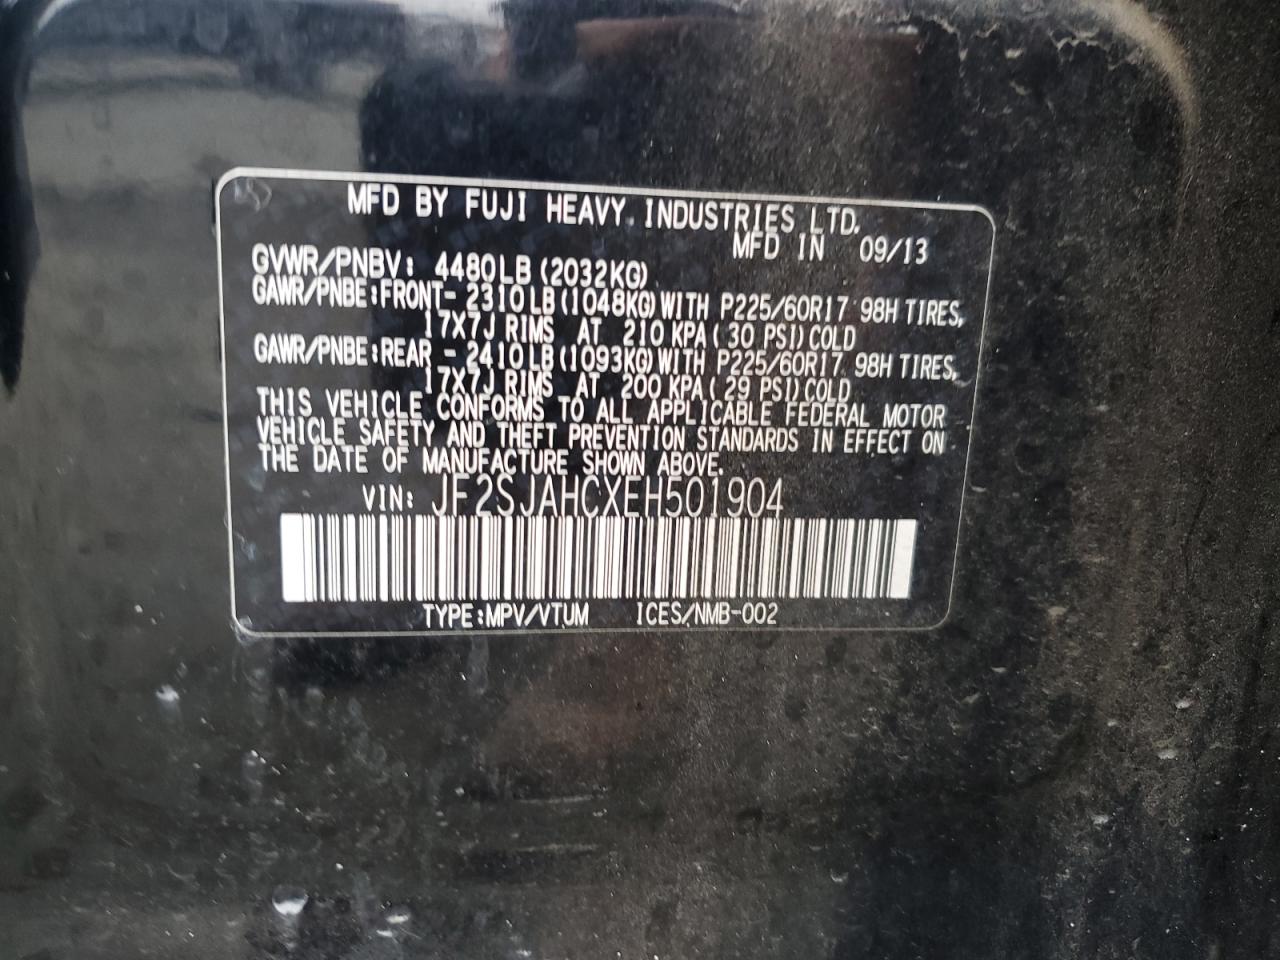 MFD BY FUJI HEAVY INDUSTRIES LTD.
MFD IN 09/13
GVWR/PNBV: 4480LB(2032KG)
GAWR/PNBE:FRONT- 2310LB(1048KG)WITH P225/60R17 98H TIRES,
17X7J RIMS AT 210 KPA( 30 PSI)COLD
GAWR/PNBE:REAR - 2410LB(1093KG)WITH P225/60R17 98H TIRES,
17X7J RIMS AT 200 KPA( 29 PSI)COLD
THIS VEHICLE CONFORMS TO ALL APPLICABLE FEDERAL MOTOR
VEHICLE SAFETY AND THEFT PREVENTION STANDARDS IN EFFECT ON
THE DATE OF MANUFACTURE SHOWN ABOVE.
VIN: JF2SJAHCXEH501904
TYPE:MPV/VTUM ICES/NMB-002